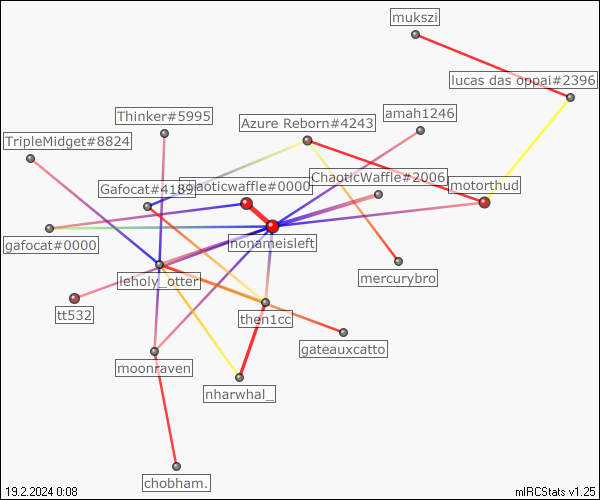 mukszi
lucas das oppai#2396
amah1246
Thinker#5995
Azure Reborn#4243
TripleMidget#8824
ChaoticWaffle#2006
Gafocat#4189
chaoticwaffle#0000
motorthud
gafocat#0000
nonameisleft
leholy_otter
mercurybro
tt532
then1cc
gateauxcatto
moonraven
nharwhal_
chobham.
19.2.2024 0:08
mIRCStats v1.25